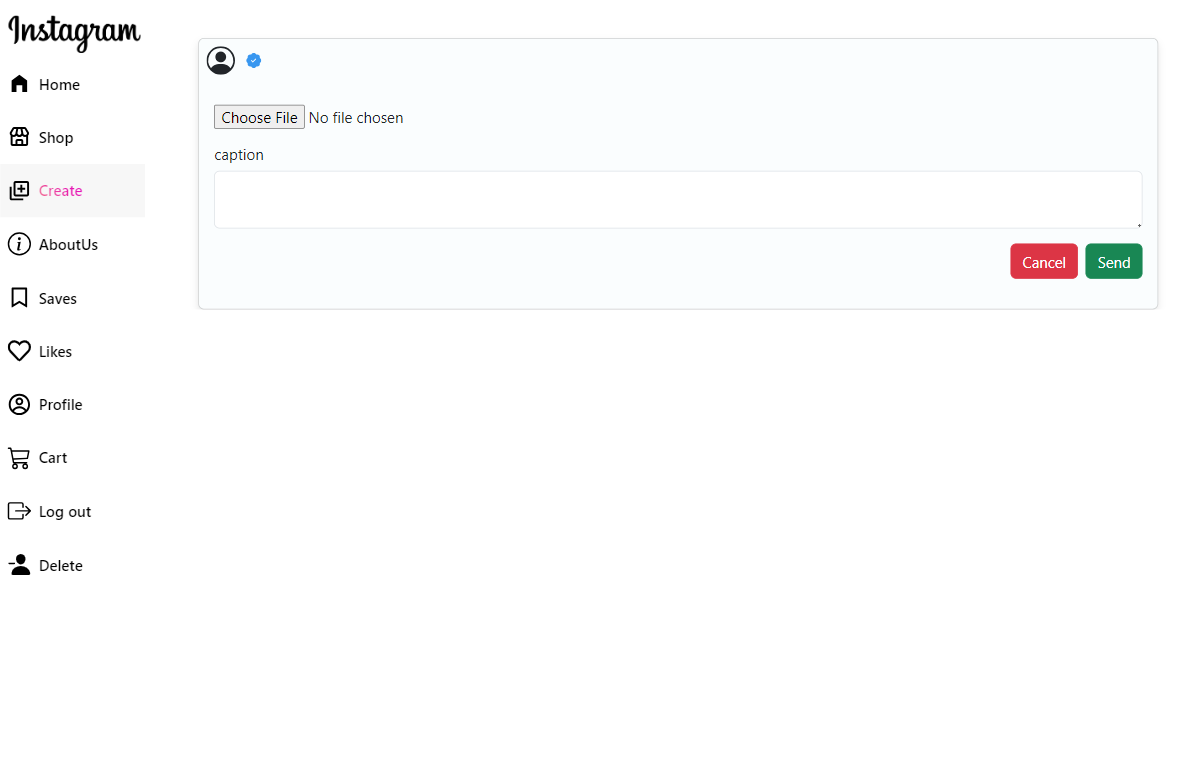 Instagram
Home
Shop
Create
AboutUs
Saves
Likes
Profile
Cart
Log out
Delete
Choose File No file chosen
caption
Cancel Send